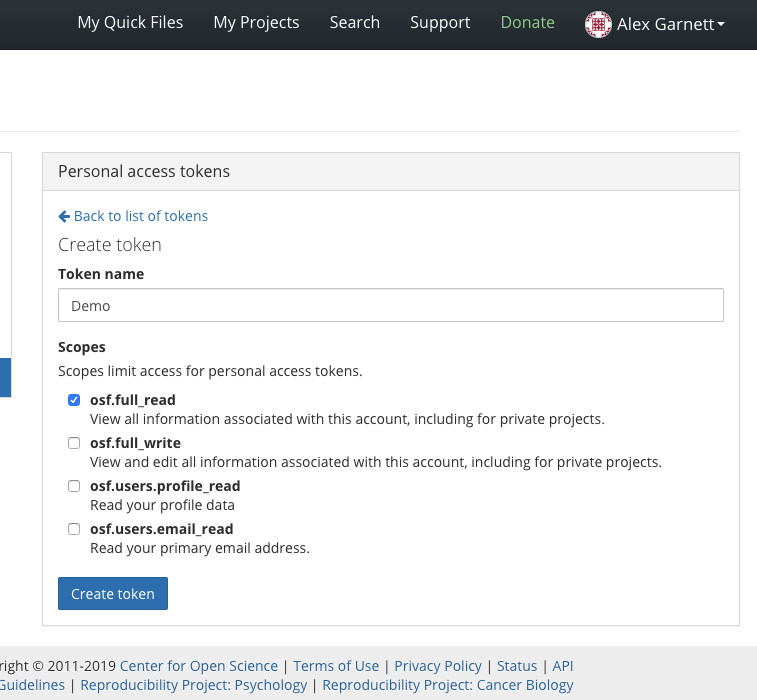 My Quick Files My Projects Search Support Donate Alex Garnett
Personal access tokens
Back to list of tokens
Create token
Token name
Demo
Scopes
Scopes limit access for personal access tokens.
osf.full_read
View all information associated with this account, including for private projects.
osf.full_write
View and edit all information associated with this account, including for private projects.
osf.users.profile_read
Read your profile data
osf.users.email_read
Read your primary email address.
Create token
right © 2011-2019 Center for Open Science | Terms of Use | Privacy Policy | Status | API
Guidelines | Reproducibility Project: Psychology | Reproducibility Project: Cancer Biology